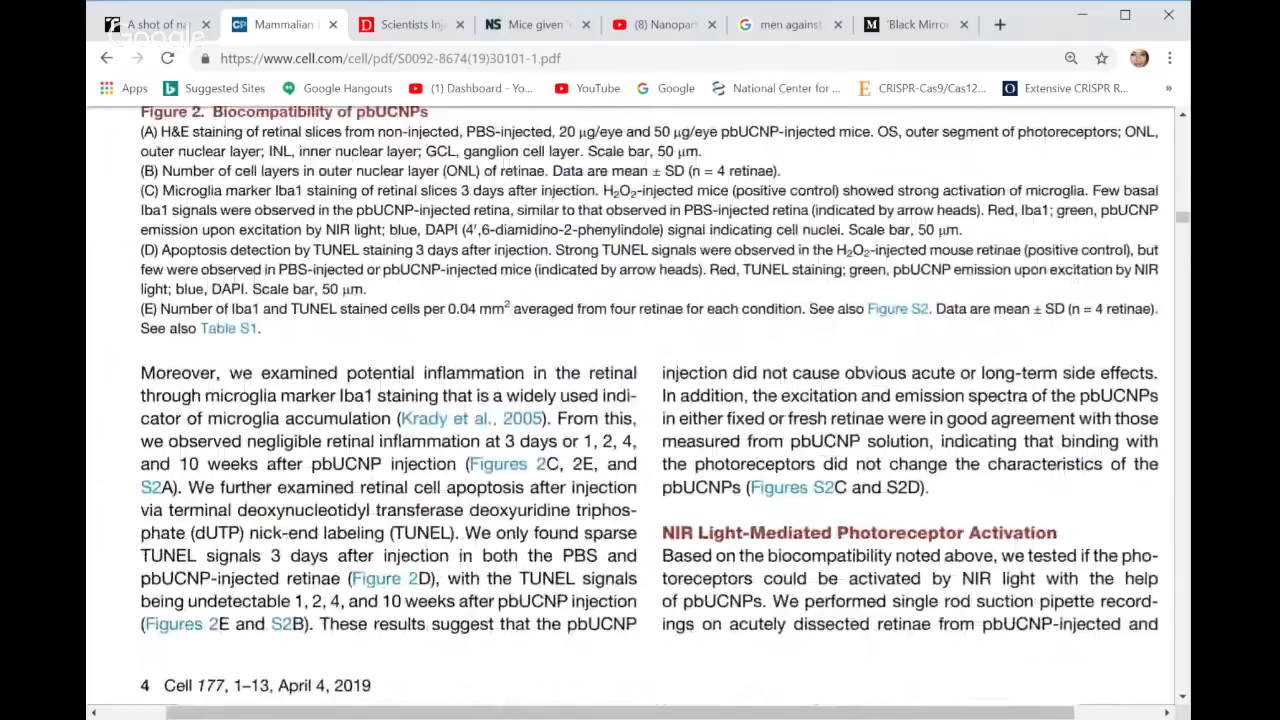 A shot of na
Mammalian
Scientists Inj
Mice given
(8) Nanopart
men against
'Black Mirro
Google
https://www.cell.com/cell/pdf/S0092-8674(19)30101-1.pdf
Apps
Suggested Sites
Google Hangouts
(1) Dashboard - Yo...
YouTube
Google
National Center for ...
CRISPR-Cas9/Cas12...
Extensive CRISPR R...
»
Figure 2. Biocompatibility of pbUCNPs
(A) H&E staining of retinal slices from non-injected, PBS-injected, 20 μg/eye and 50 μg/eye pbUCNP-injected mice. OS, outer segment of photoreceptors; ONL,
outer nuclear layer; INL, inner nuclear layer; GCL, ganglion cell layer. Scale bar, 50 μm.
(B) Number of cell layers in outer nuclear layer (ONL) of retinae. Data are mean ± SD (n = 4 retinae).
(C) Microglia marker Iba1 staining of retinal slices 3 days after injection. H₂O₂-injected mice (positive control) showed strong activation of microglia. Few basal
Iba1 signals were observed in the pbUCNP-injected retina, similar to that observed in PBS-injected retina (indicated by arrow heads). Red, Iba1; green, pbUCNP
emission upon excitation by NIR light; blue, DAPI (4′,6-diamidino-2-phenylindole) signal indicating cell nuclei. Scale bar, 50 μm.
(D) Apoptosis detection by TUNEL staining 3 days after injection. Strong TUNEL signals were observed in the H₂O₂-injected mouse retinae (positive control), but
few were observed in PBS-injected or pbUCNP-injected mice (indicated by arrow heads). Red, TUNEL staining; green, pbUCNP emission upon excitation by NIR
light; blue, DAPI. Scale bar, 50 μm.
(E) Number of Iba1 and TUNEL stained cells per 0.04 mm² averaged from four retinae for each condition. See also Figure S2. Data are mean ± SD (n = 4 retinae).
See also Table S1.
Moreover, we examined potential inflammation in the retinal
through microglia marker Iba1 staining that is a widely used indi-
cator of microglia accumulation (Krady et al., 2005). From this,
we observed negligible retinal inflammation at 3 days or 1, 2, 4,
and 10 weeks after pbUCNP injection (Figures 2C, 2E, and
S2A). We further examined retinal cell apoptosis after injection
via terminal deoxynucleotidyl transferase deoxyuridine triphos-
phate (dUTP) nick-end labeling (TUNEL). We only found sparse
TUNEL signals 3 days after injection in both the PBS and
pbUCNP-injected retinae (Figure 2D), with the TUNEL signals
being undetectable 1, 2, 4, and 10 weeks after pbUCNP injection
(Figures 2E and S2B). These results suggest that the pbUCNP
injection did not cause obvious acute or long-term side effects.
In addition, the excitation and emission spectra of the pbUCNPs
in either fixed or fresh retinae were in good agreement with those
measured from pbUCNP solution, indicating that binding with
the photoreceptors did not change the characteristics of the
pbUCNPs (Figures S2C and S2D).
NIR Light-Mediated Photoreceptor Activation
Based on the biocompatibility noted above, we tested if the pho-
toreceptors could be activated by NIR light with the help
of pbUCNPs. We performed single rod suction pipette record-
ings on acutely dissected retinae from pbUCNP-injected and
4 Cell 177, 1–13, April 4, 2019